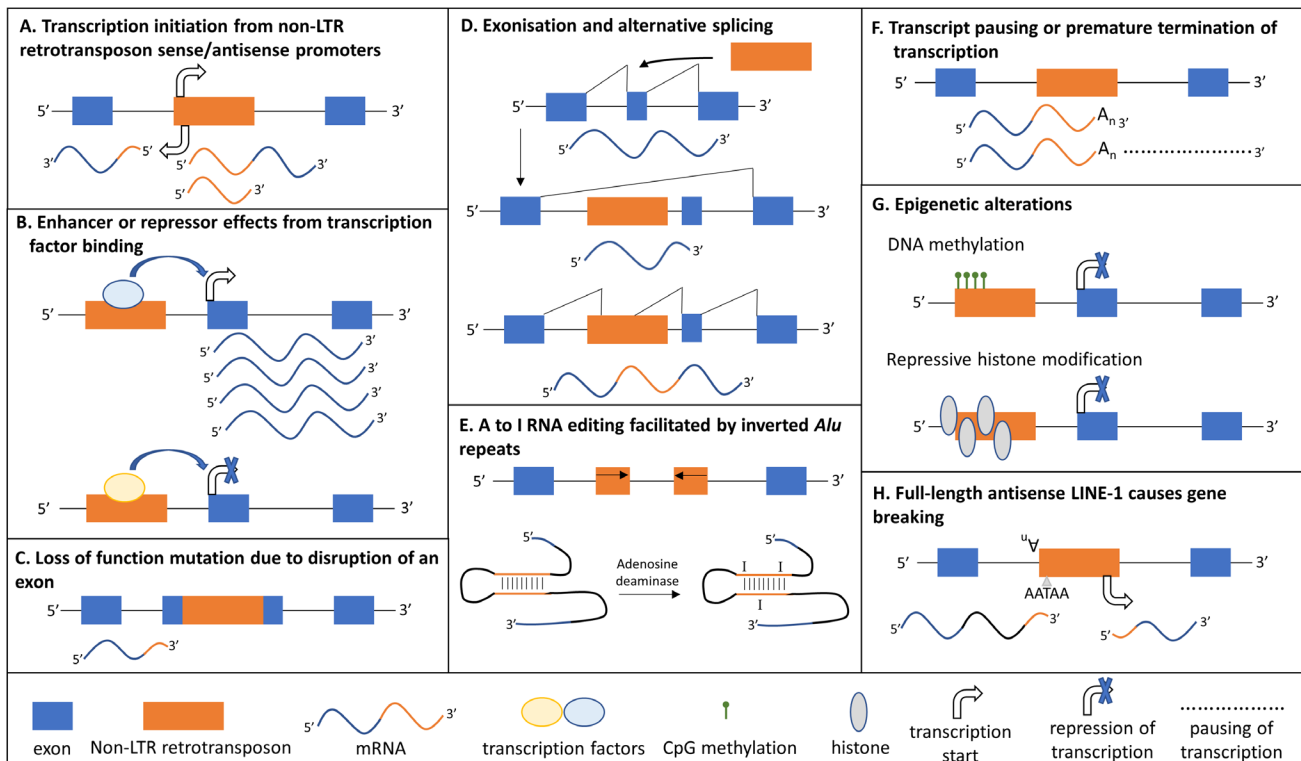 A. Transcription initiation from non-LTR
retrotransposon sense/antisense promoters
5’
3’
3’
5’
3’
5’
5’
3’
B. Enhancer or repressor effects from transcription
factor binding
5’
3’
5’
3’
5’
3’
5’
3’
5’
3’
5’
3’
C. Loss of function mutation due to disruption of an
exon
5’
3’
5’
3’
D. Exonisation and alternative splicing
5’
3’
5’
3’
5’
3’
5’
3’
5’
3’
5’
3’
E. A to I RNA editing facilitated by inverted Alu
repeats
5’
3’
5’
3’
Adenosine
deaminase
5’
I I
I
3’
F. Transcript pausing or premature termination of
transcription
5’
3’
5’
An 3’
5’
An
3’
G. Epigenetic alterations
DNA methylation
5’
3’
Repressive histone modification
5’
3’
H. Full-length antisense LINE-1 causes gene
breaking
An
5’
3’
AATAA
5’
3’
5’
3’
5’
3’
exon
Non-LTR retrotransposon
mRNA
transcription factors
CpG methylation
histone
transcription
start
repression of
transcription
pausing of
transcription